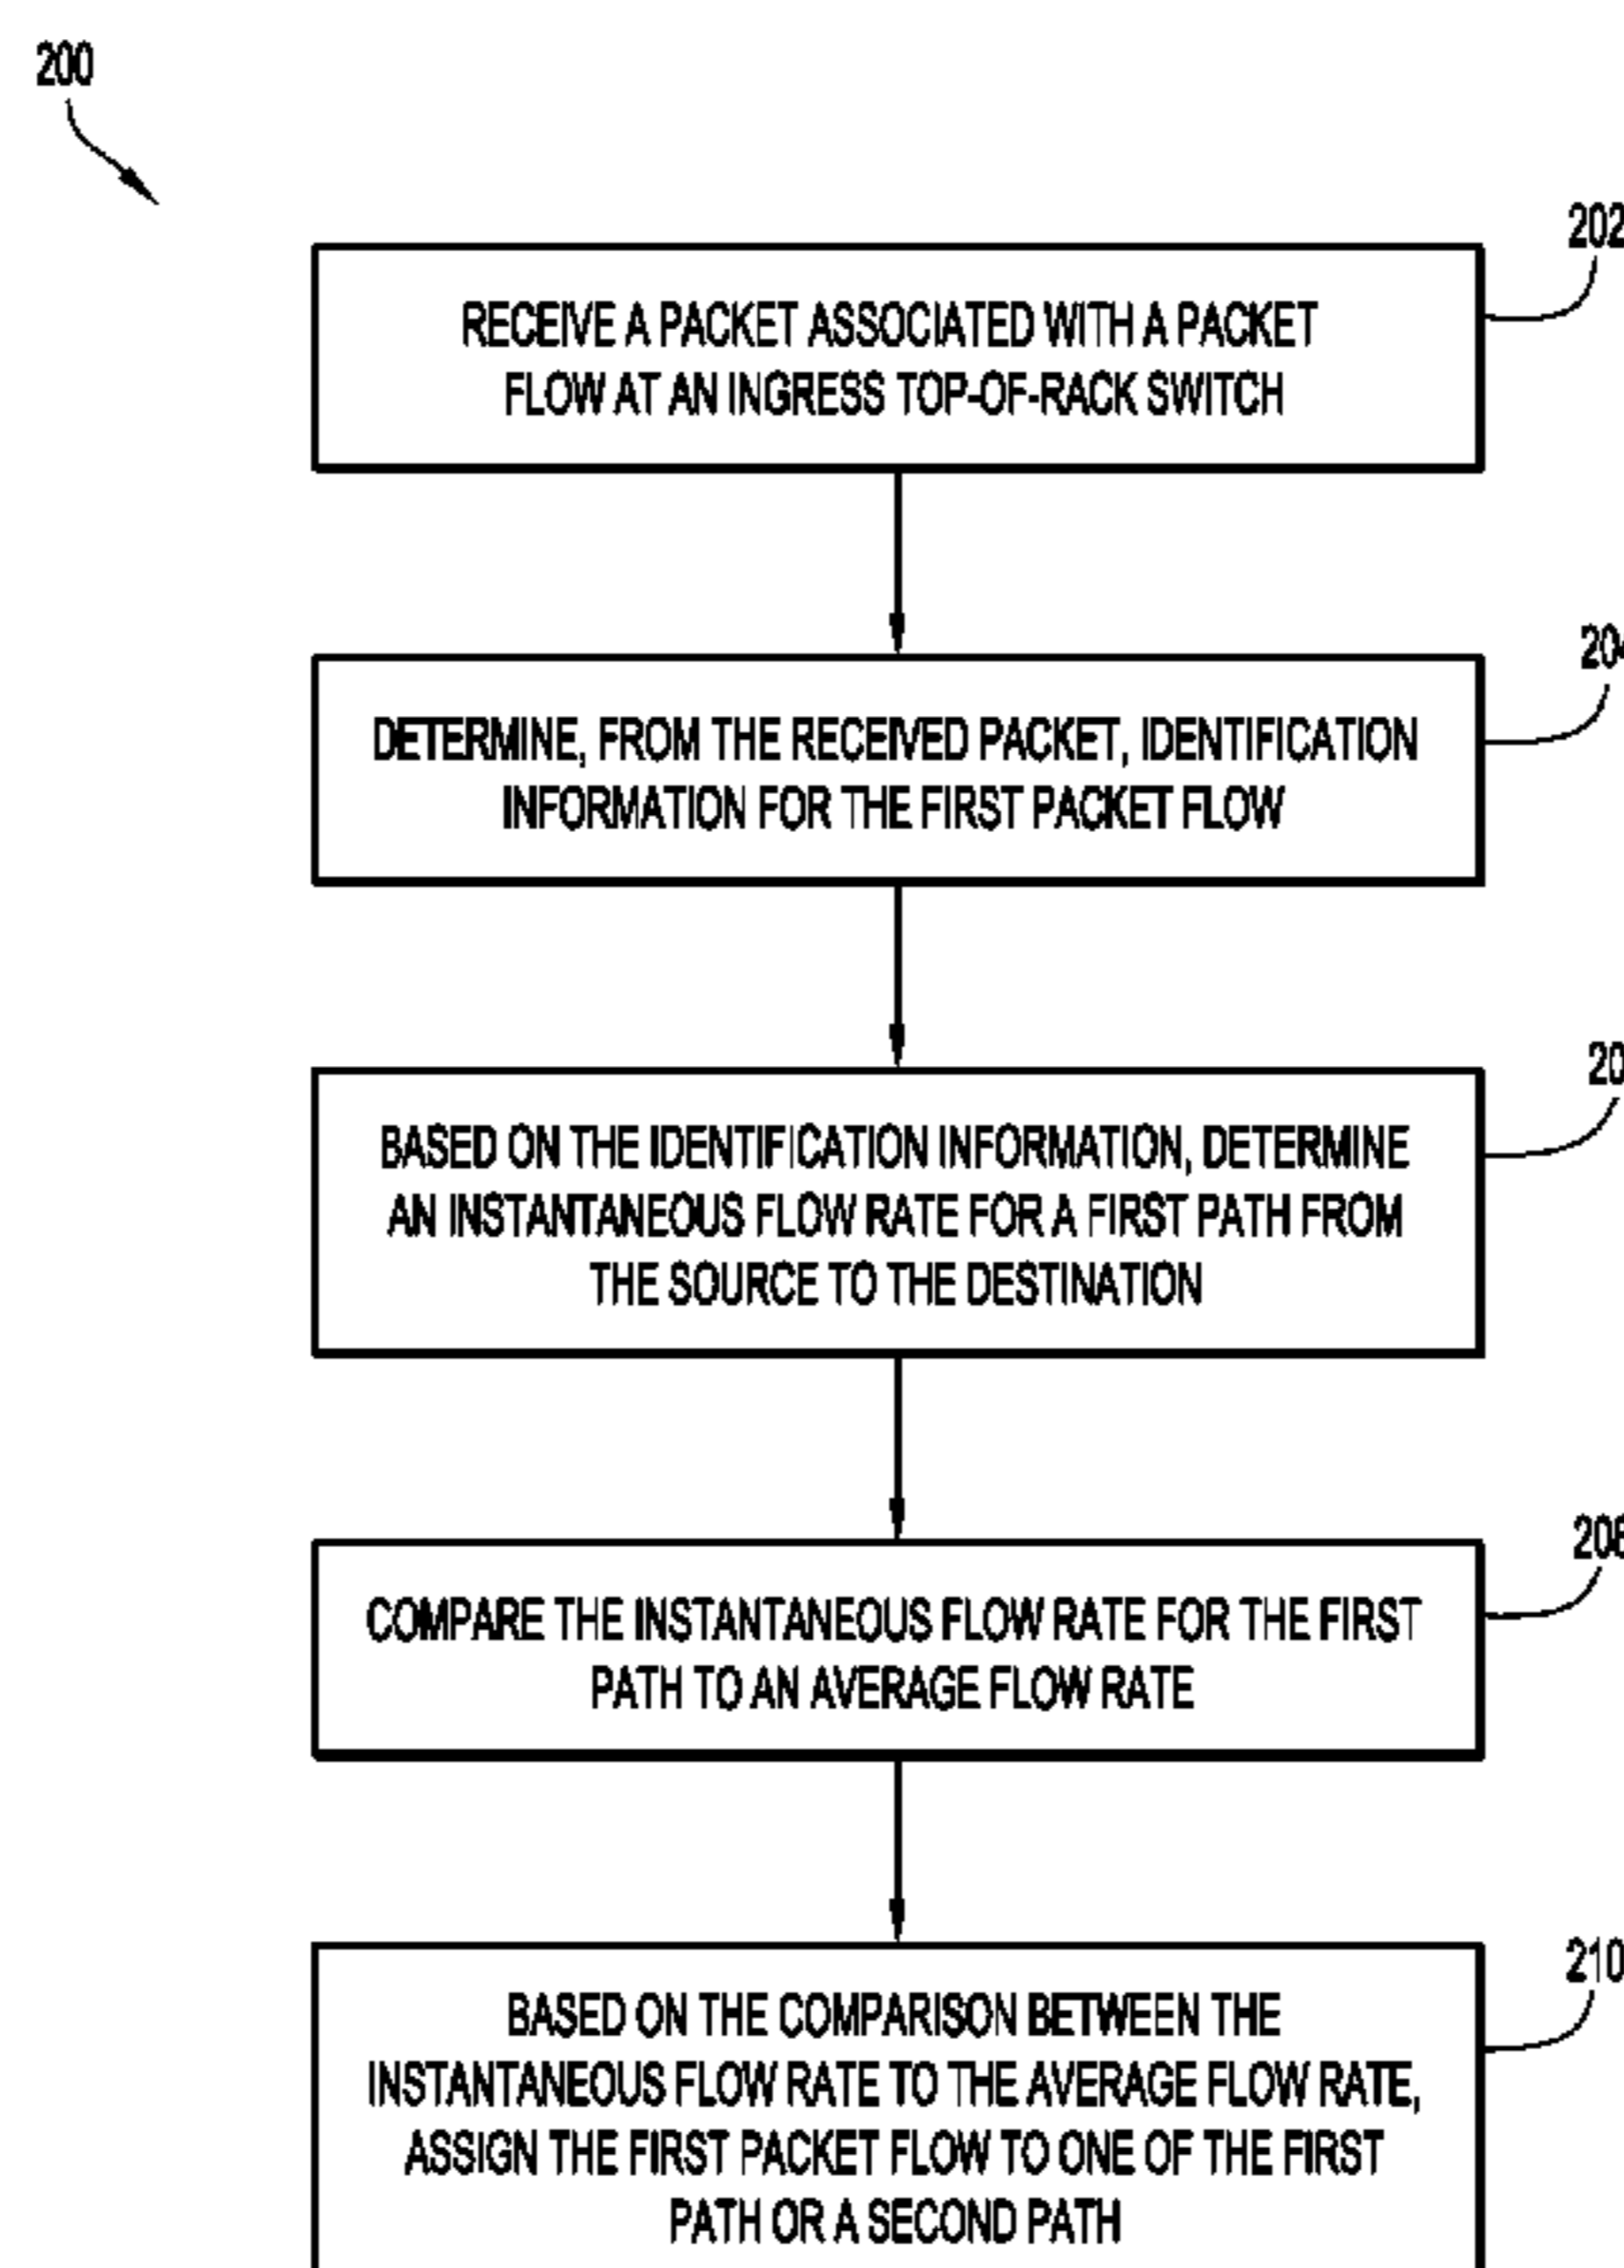 200
202
RECEIVE A PACKET ASSOCIATED WITH A PACKET
FLOW AT AN INGRESS TOP-OF-RACK SWITCH
DETERMINE, FROM THE RECEIVED PACKET, IDENTIFICATION
INFORMATION FOR THE FIRST PACKET FLOW
BASED ON THE IDENTIFICATION INFORMATION, DETERMINE
AN INSTANTANEOUS FLOW RATE FOR A FIRST PATH FROM
THE SOURCE TO THE DESTINATION
COMPARE THE INSTANTANEOUS FLOW RATE FOR THE FIRST
PATH TO AN AVERAGE FLOW RATE
210
BASED ON THE COMPARISON BETWEEN THE
INSTANTANEOUS FLOW RATE TO THE AVERAGE FLOW RATE,
ASSIGN THE FIRST PACKET FLOW TO ONE OF THE FIRST
PATH OR A SECOND PATH